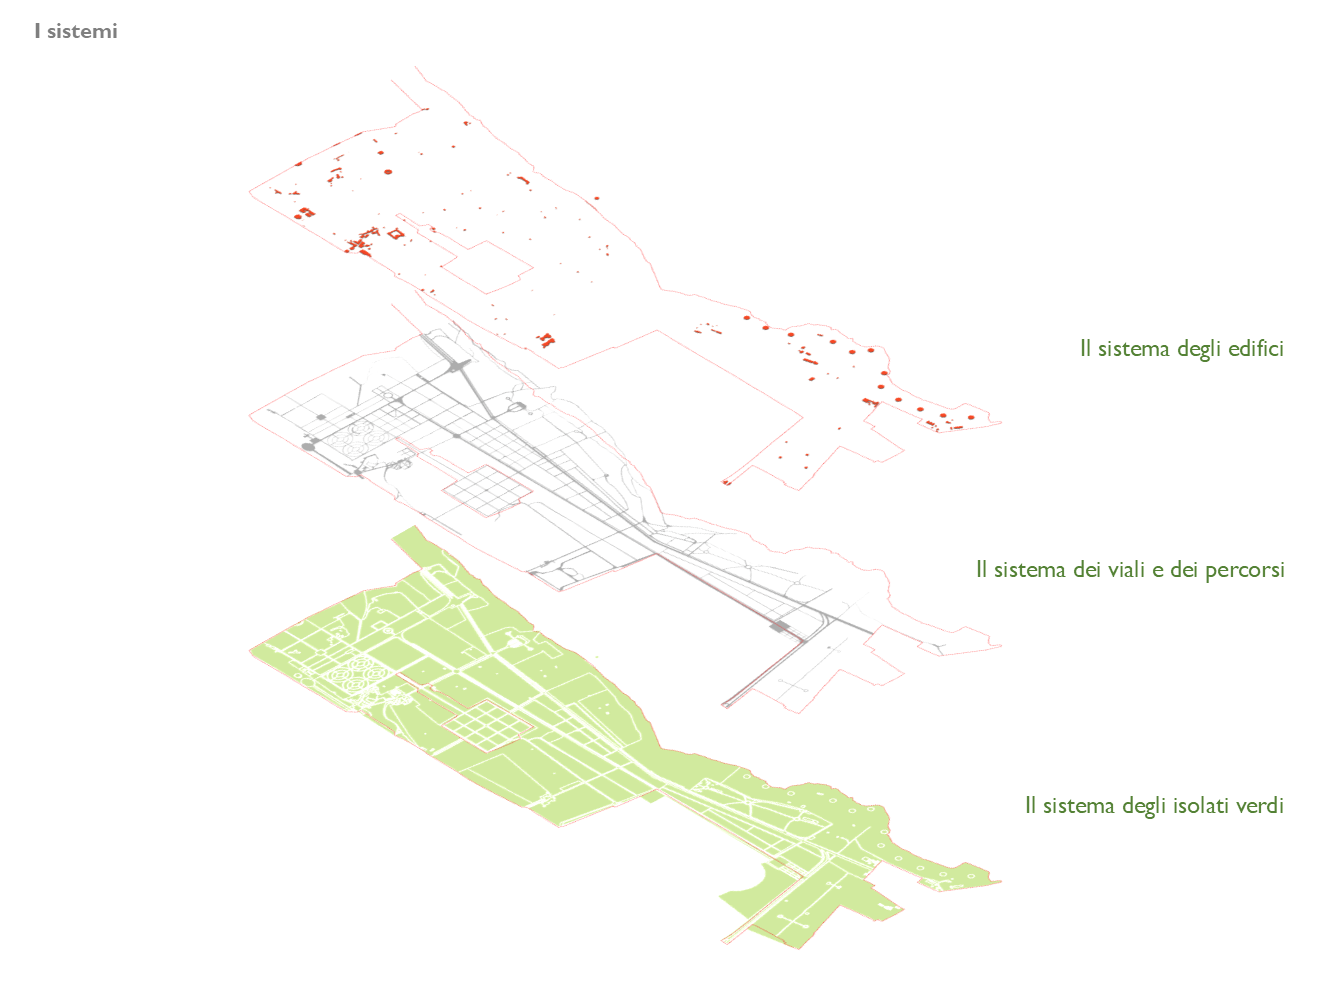 I sistemi
Il sistema degli edifici
Il sistema dei viali e dei percorsi
Il sistema degli isolati verdi